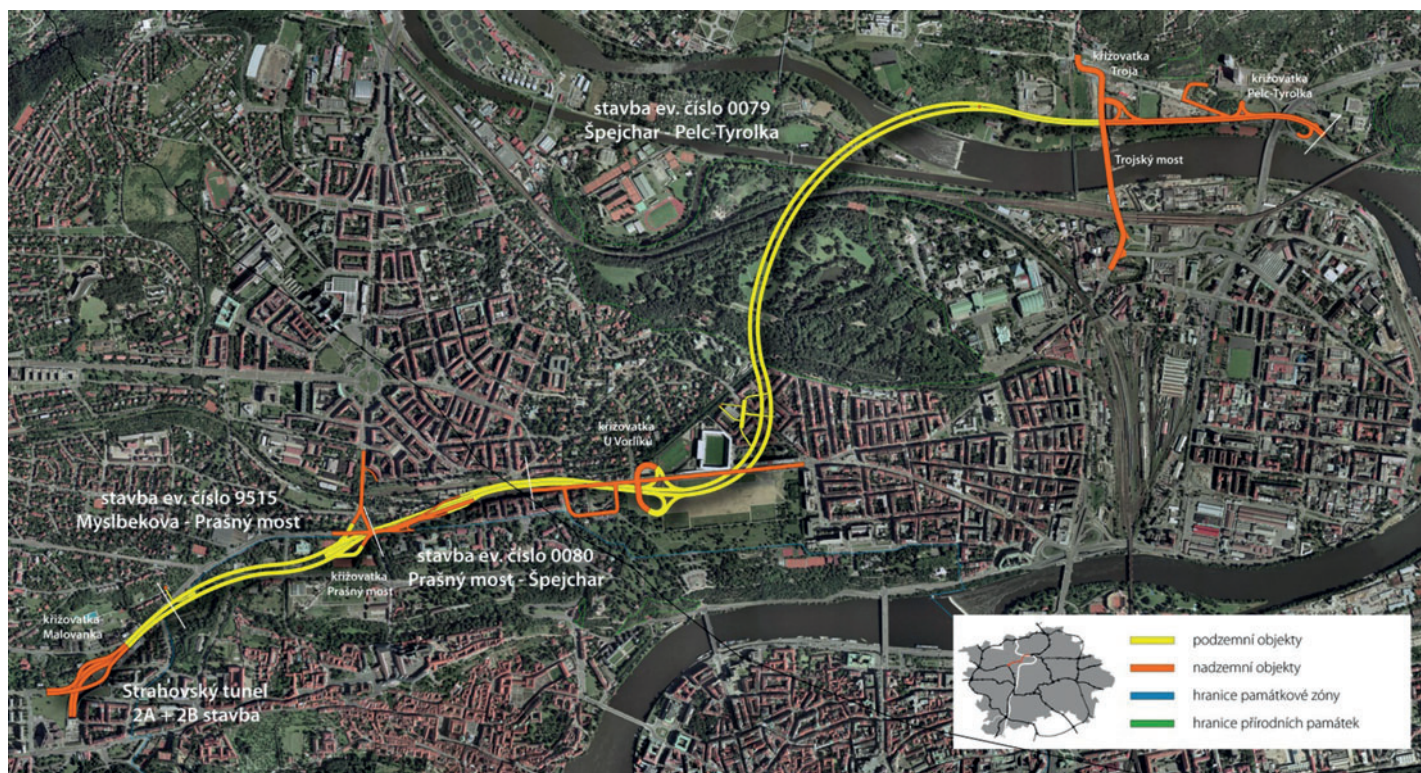 křižovatka
Troja
křižovatka
Pelc-Tyrolka
stavba ev. číslo 0079
Špejchar - Pelc-Tyrolka
Trojský most
křižovatka
U Vorlíků
stavba ev. číslo 9515
Myslbekova - Prašný most
stavba ev. číslo 0080
Prašný most - Špejchar
křižovatka
Prašný most
křižovatka
Malovanka
Strahovský tunel
2A + 2B stavba
podzemní objekty
nadzemní objekty
hranice památkové zóny
hranice přírodních památek